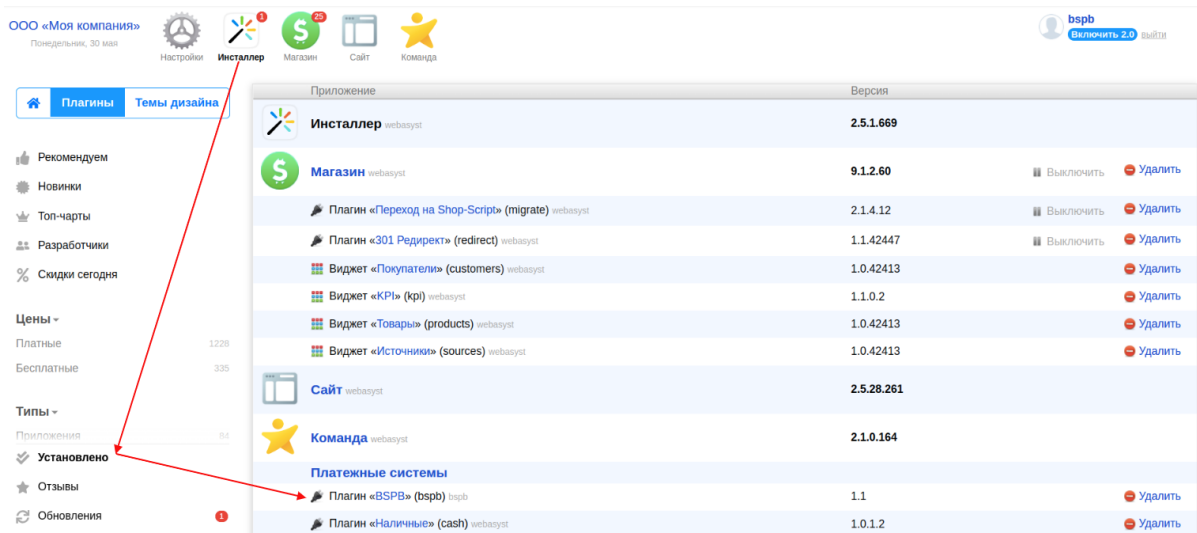 ООО «Моя компания»
Понедельник, 30 мая
1
25
Настройки Инсталлер Магазин Сайт Команда
bspb
Включить 2.0 выйти
Плагины Темы дизайна
Рекомендуем
Новинки
Топ-чарты
Разработчики
Скидки сегодня
Цены
Платные 1228
Бесплатные 335
Типы
Приложения 84
Установлено
Отзывы
Обновления 1
Приложение Версия
Инсталлер webasyst 2.5.1.669
Магазин webasyst 9.1.2.60 Выключить Удалить
Плагин «Переход на Shop-Script» (migrate) webasyst 2.1.4.12 Выключить Удалить
Плагин «301 Редирект» (redirect) webasyst 1.1.42447 Выключить Удалить
Виджет «Покупатели» (customers) webasyst 1.0.42413 Удалить
Виджет «KPI» (kpi) webasyst 1.1.0.2 Удалить
Виджет «Товары» (products) webasyst 1.0.42413 Удалить
Виджет «Источники» (sources) webasyst 1.0.42413 Удалить
Сайт webasyst 2.5.28.261
Команда webasyst 2.1.0.164
Платежные системы
Плагин «BSPB» (bspb) bspb 1.1 Удалить
Плагин «Наличные» (cash) webasyst 1.0.1.2 Удалить